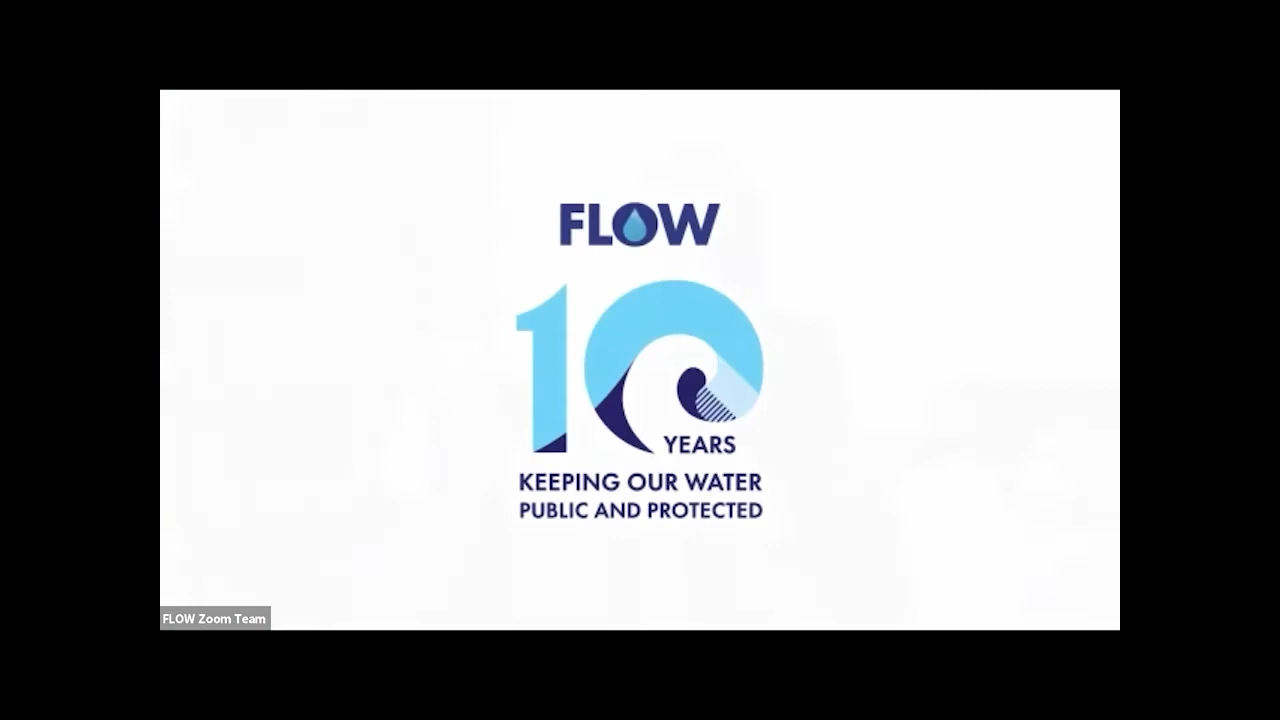 FLOW
10
YEARS
KEEPING OUR WATER
PUBLIC AND PROTECTED
FLOW Zoom Team